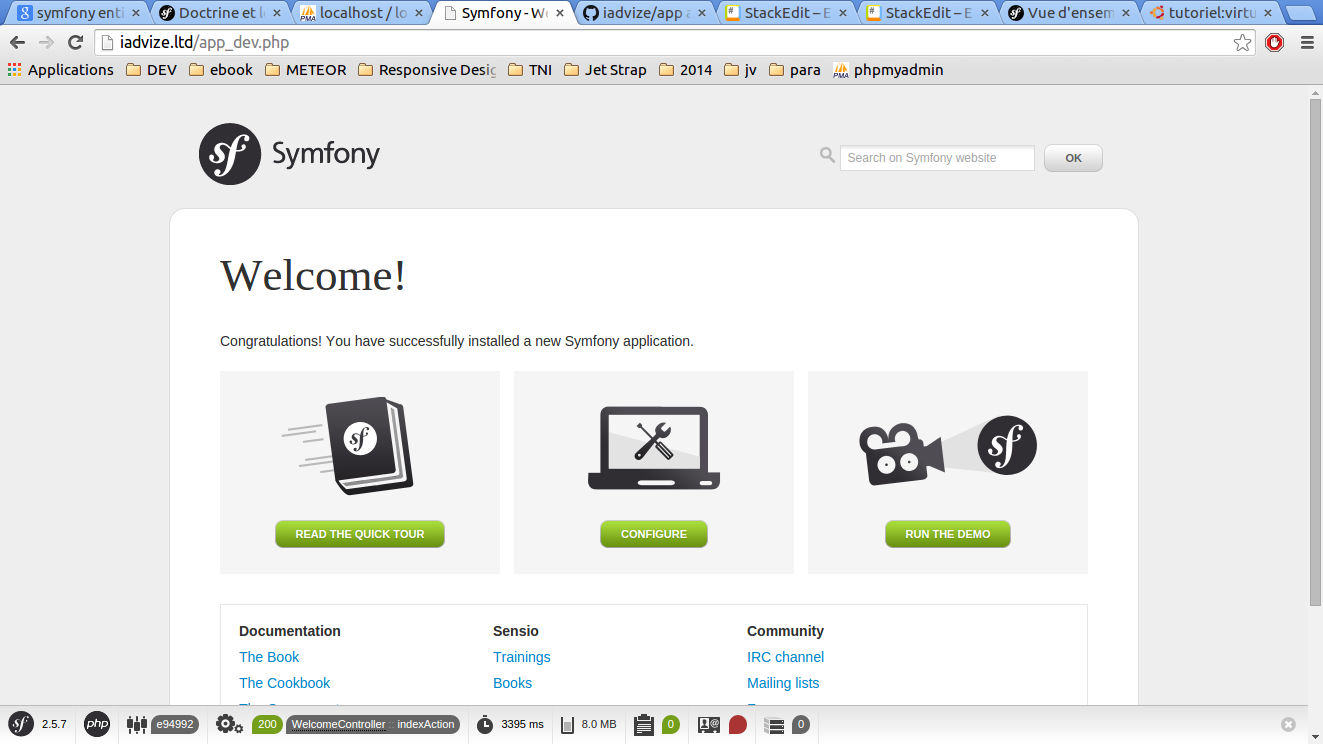 symfony enti Doctrine et l localhost / lo Symfony - We iadvize/app a StackEdit – E StackEdit – E Vue d'ensem tutoriel:virtu
iadvize.ltd/app_dev.php
Applications DEV ebook METEOR Responsive Desig TNI Jet Strap 2014 jv para phpmyadmin
Symfony
Search on Symfony website OK
Welcome!
Congratulations! You have successfully installed a new Symfony application.
READ THE QUICK TOUR CONFIGURE RUN THE DEMO
Documentation Sensio Community
The Book Trainings IRC channel
The Cookbook Books Mailing lists
2.5.7 php e94992 200 WelcomeController :: indexAction 3395 ms 8.0 MB 0 0